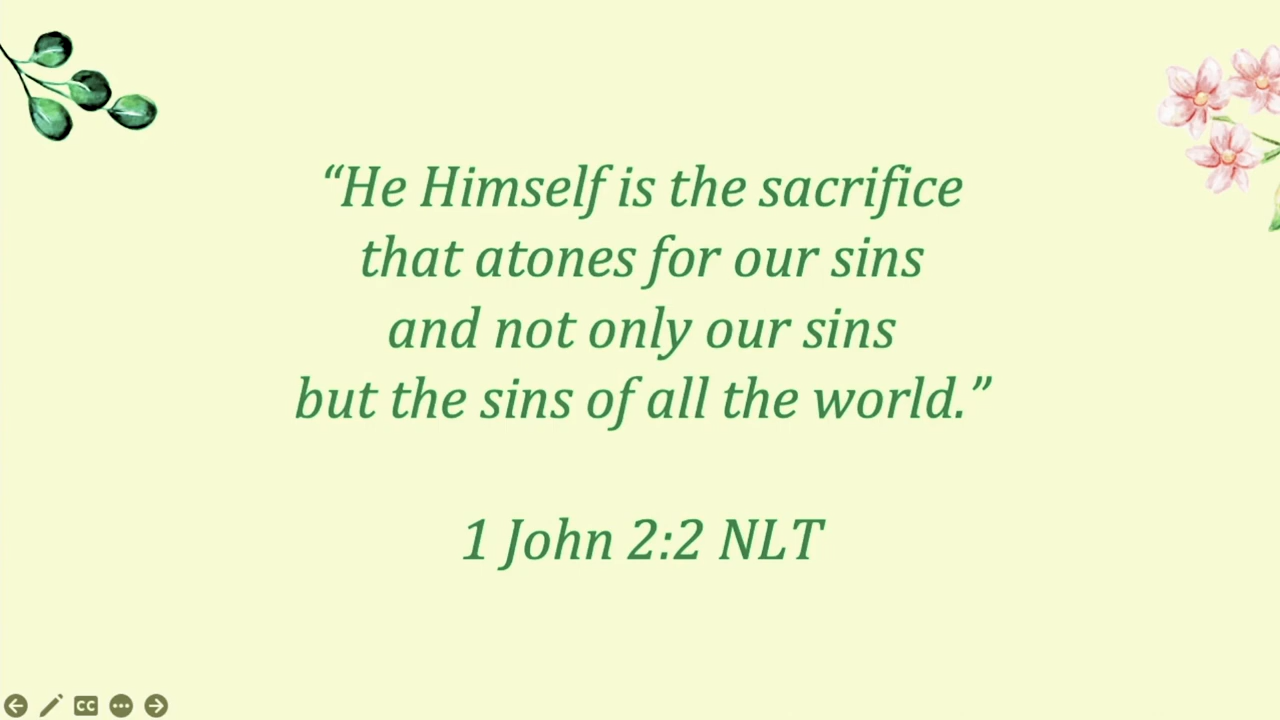 “He Himself is the sacrifice
that atones for our sins
and not only our sins
but the sins of all the world.”
1 John 2:2 NLT
CC